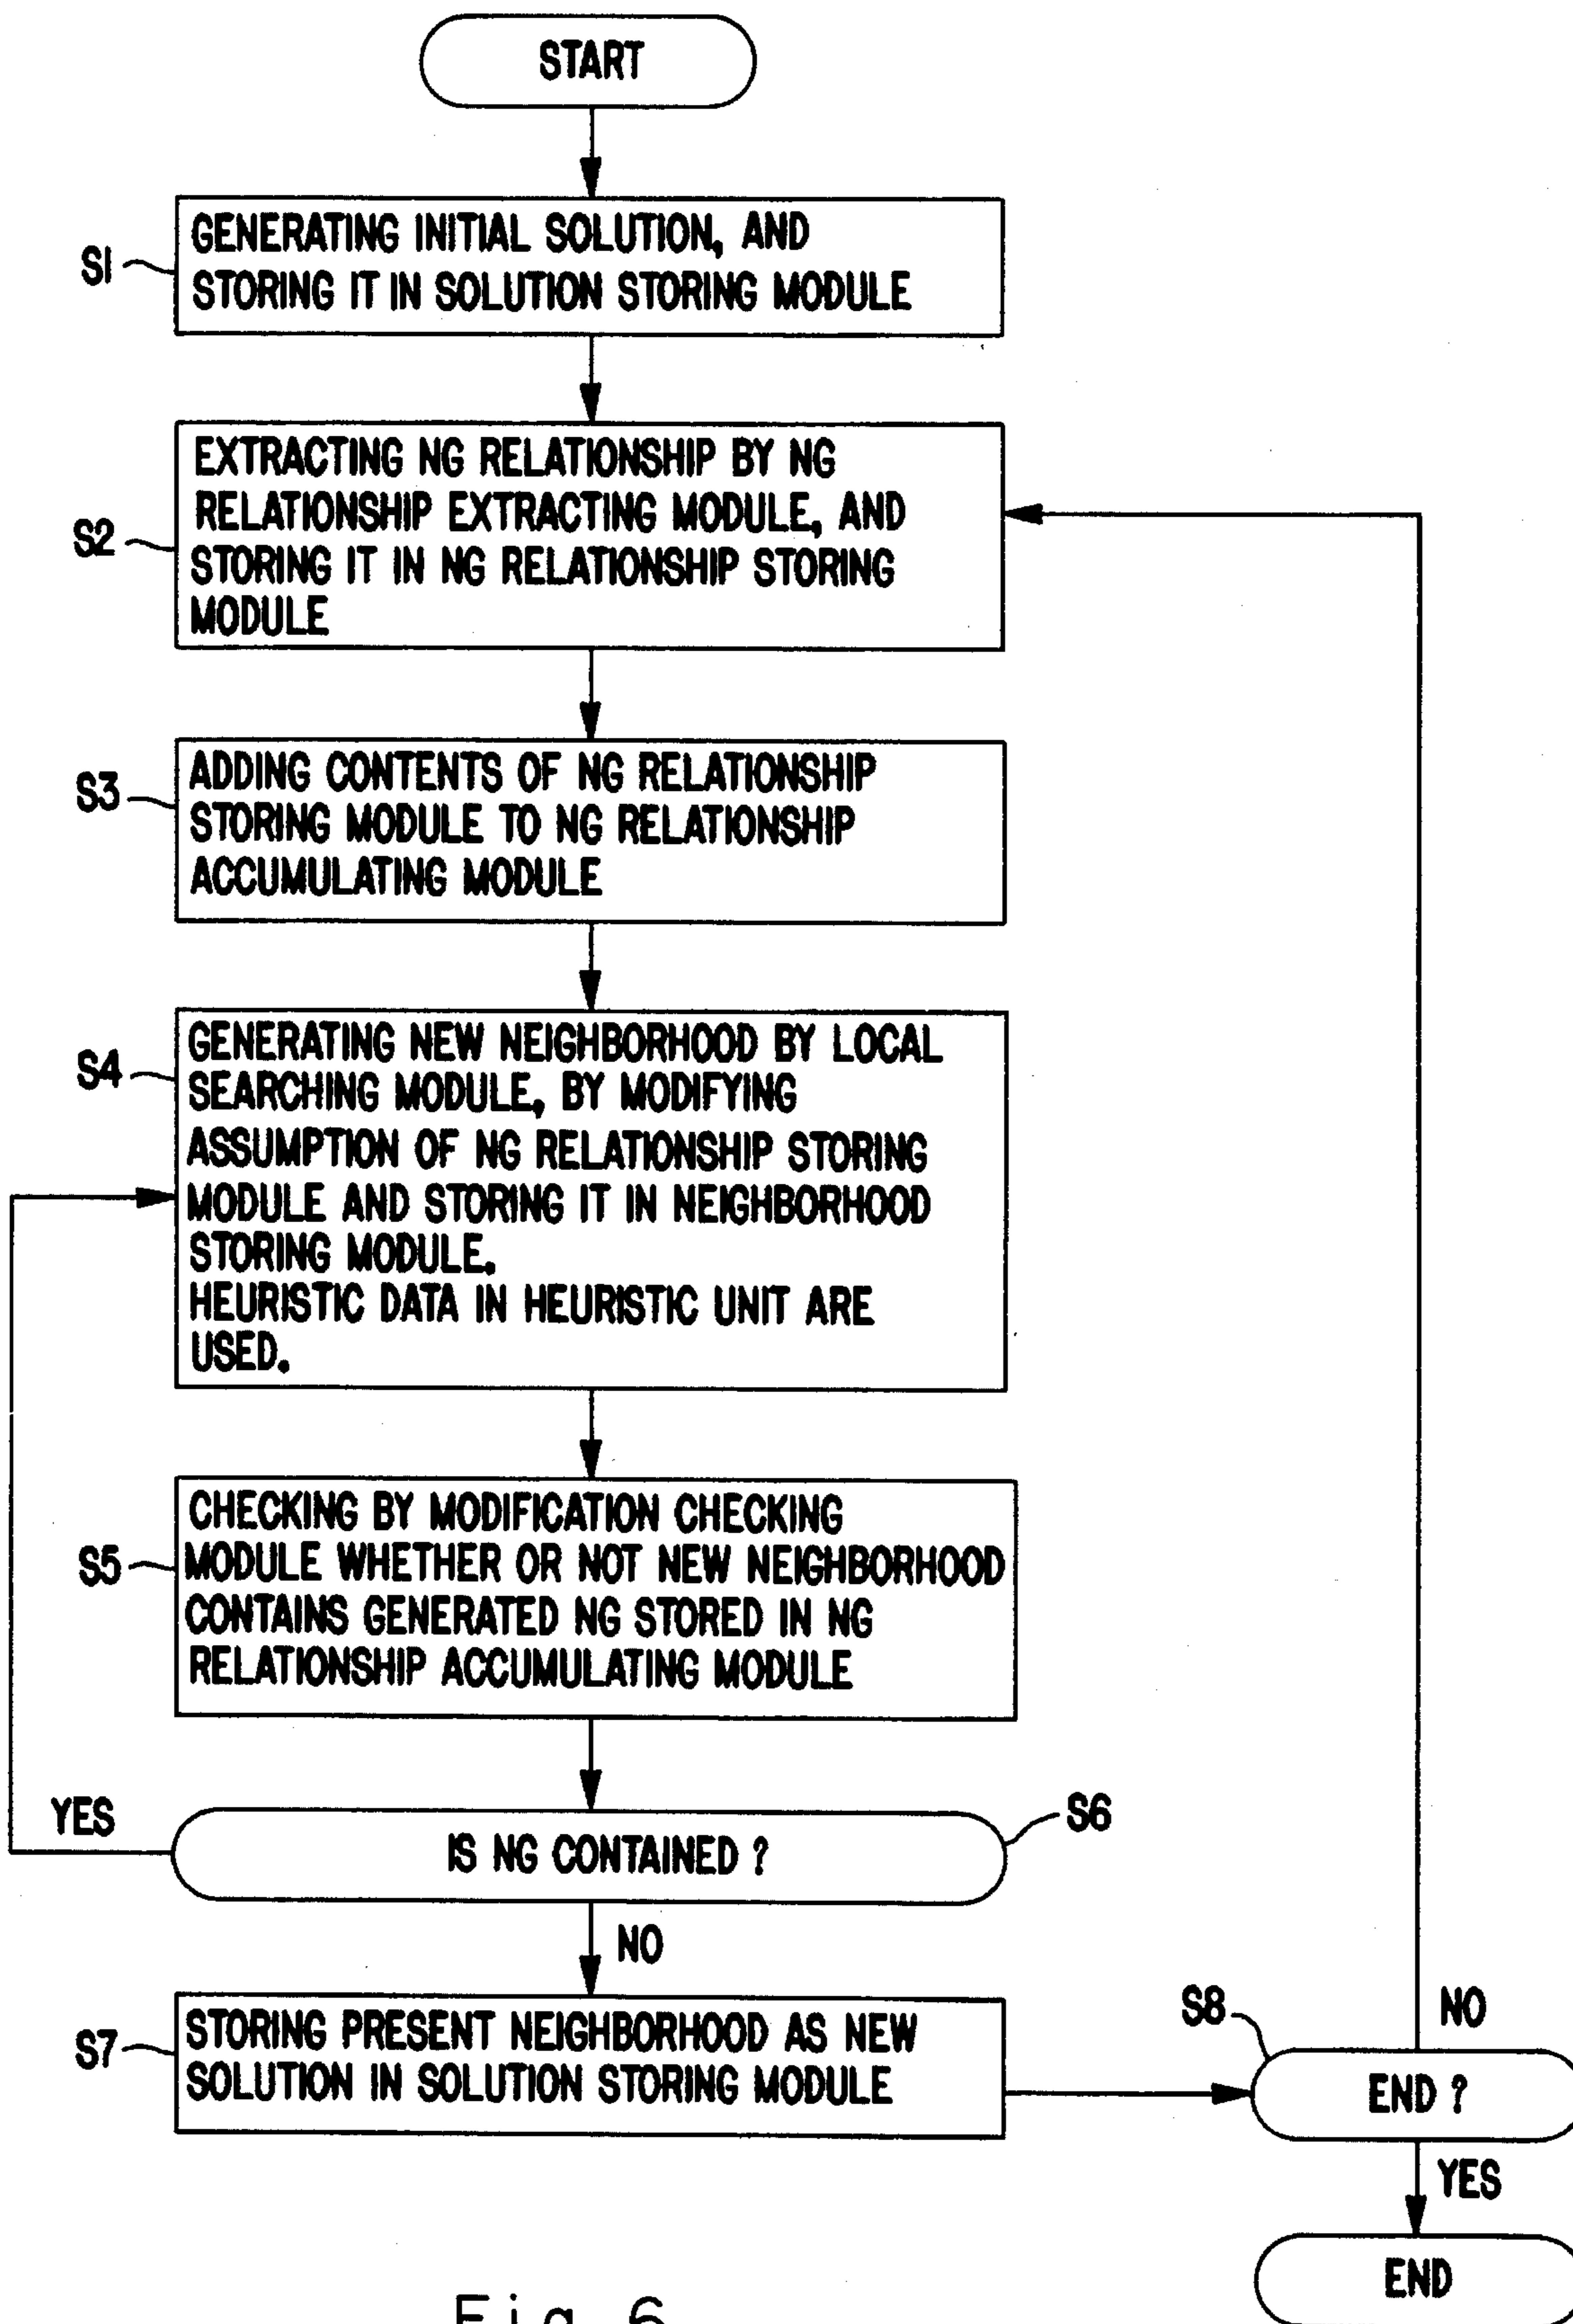 START
S1
GENERATING INITIAL SOLUTION, AND
STORING IT IN SOLUTION STORING MODULE
S2
EXTRACTING NG RELATIONSHIP BY NG
RELATIONSHIP EXTRACTING MODULE, AND
STORING IT IN NG RELATIONSHIP STORING
MODULE
S3
ADDING CONTENTS OF NG RELATIONSHIP
STORING MODULE TO NG RELATIONSHIP
ACCUMULATING MODULE
S4
GENERATING NEW NEIGHBORHOOD BY LOCAL
SEARCHING MODULE, BY MODIFYING
ASSUMPTION OF NG RELATIONSHIP STORING
MODULE AND STORING IT IN NEIGHBORHOOD
STORING MODULE.
HEURISTIC DATA IN HEURISTIC UNIT ARE
USED.
S5
CHECKING BY MODIFICATION CHECKING
MODULE WHETHER OR NOT NEW NEIGHBORHOOD
CONTAINS GENERATED NG STORED IN NG
RELATIONSHIP ACCUMULATING MODULE
YES
IS NG CONTAINED ?
S6
NO
S7
STORING PRESENT NEIGHBORHOOD AS NEW
SOLUTION IN SOLUTION STORING MODULE
S8
NO
END ?
YES
END
Fig. 6